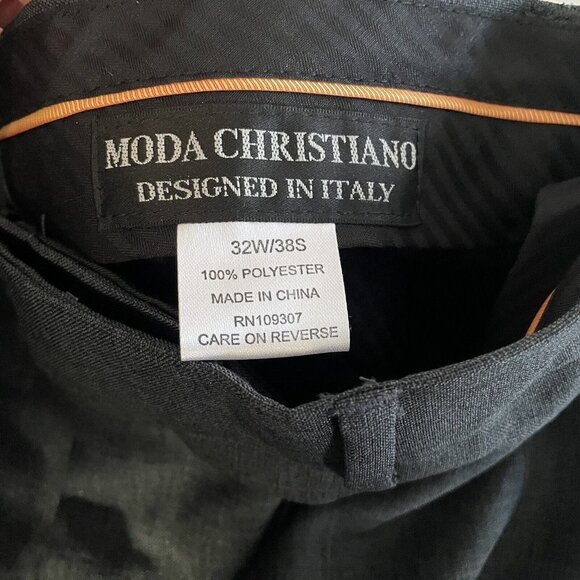 MODA CHRISTIANO
DESIGNED IN ITALY
32W/38S
100% POLYESTER
MADE IN CHINA
RN109307
CARE ON REVERSE